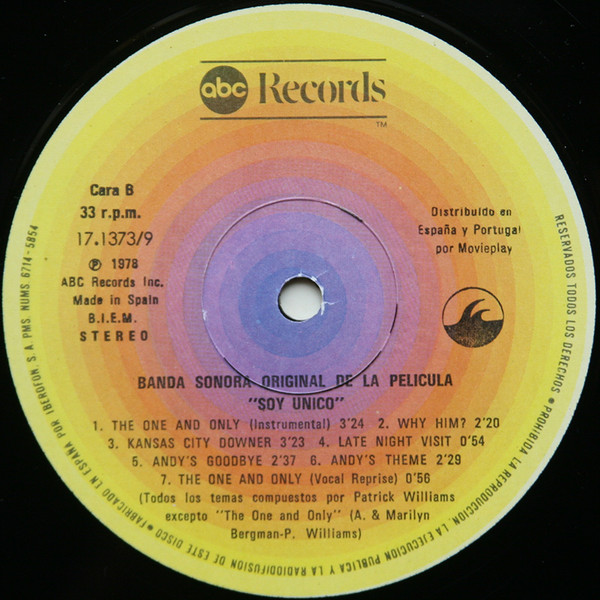 abc Records
TM
Cara B
33 r.p.m.
17.1373/9
Ⓟ 1978
ABC Records Inc.
Made in Spain
B.I.E.M.
STEREO
Distribuído en
España y Portugal
por Movieplay
BANDA SONORA ORIGINAL DE LA PELICULA
"SOY UNICO"
1. THE ONE AND ONLY (Instrumental) 3'24 2. WHY HIM? 2'20
3. KANSAS CITY DOWNER 3'23 4. LATE NIGHT VISIT 0'54
5. ANDY'S GOODBYE 2'37 6. ANDY'S THEME 2'29
7. THE ONE AND ONLY (Vocal Reprise) 0'56
(Todos los temas compuestos por Patrick Williams
excepto "The One and Only" (A. & Marilyn
Bergman-P. Williams)
FABRICADO EN ESPAÑA POR IBEROFON, S. A. PMS. NUMS. 6714-5854
RESERVADOS TODOS LOS DERECHOS * PROHIBIDA LA REPRODUCCION, LA EJECUCION PUBLICA Y LA RADIODIFUSION DE ESTE DISCO *